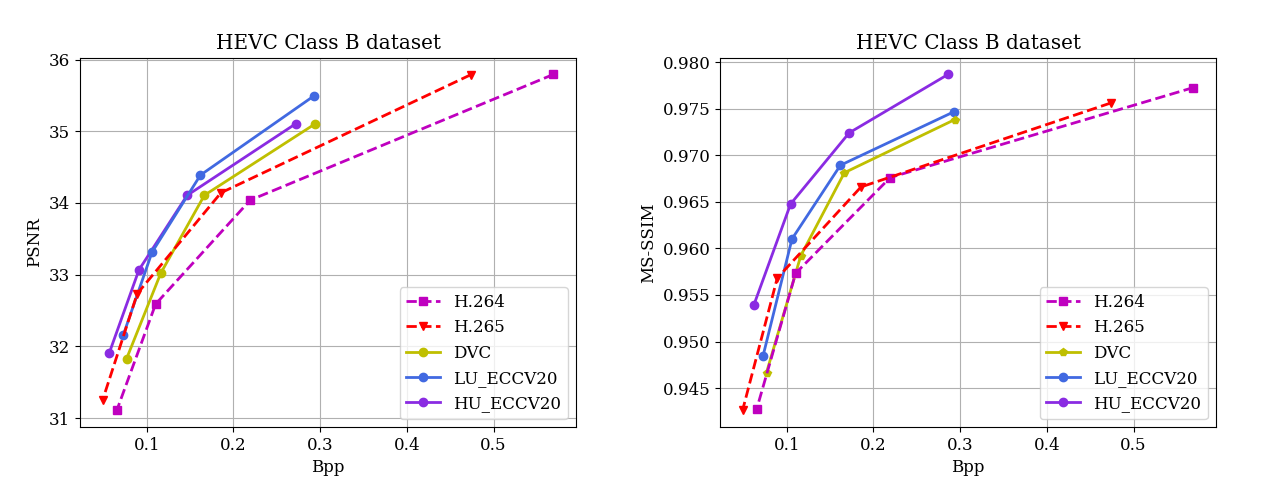 HEVC Class B dataset
PSNR
36
35
34
33
32
31
0.1 0.2 0.3 0.4 0.5
Bpp
H.264
H.265
DVC
LU_ECCV20
HU_ECCV20
HEVC Class B dataset
MS-SSIM
0.980
0.975
0.970
0.965
0.960
0.955
0.950
0.945
0.1 0.2 0.3 0.4 0.5
Bpp
H.264
H.265
DVC
LU_ECCV20
HU_ECCV20